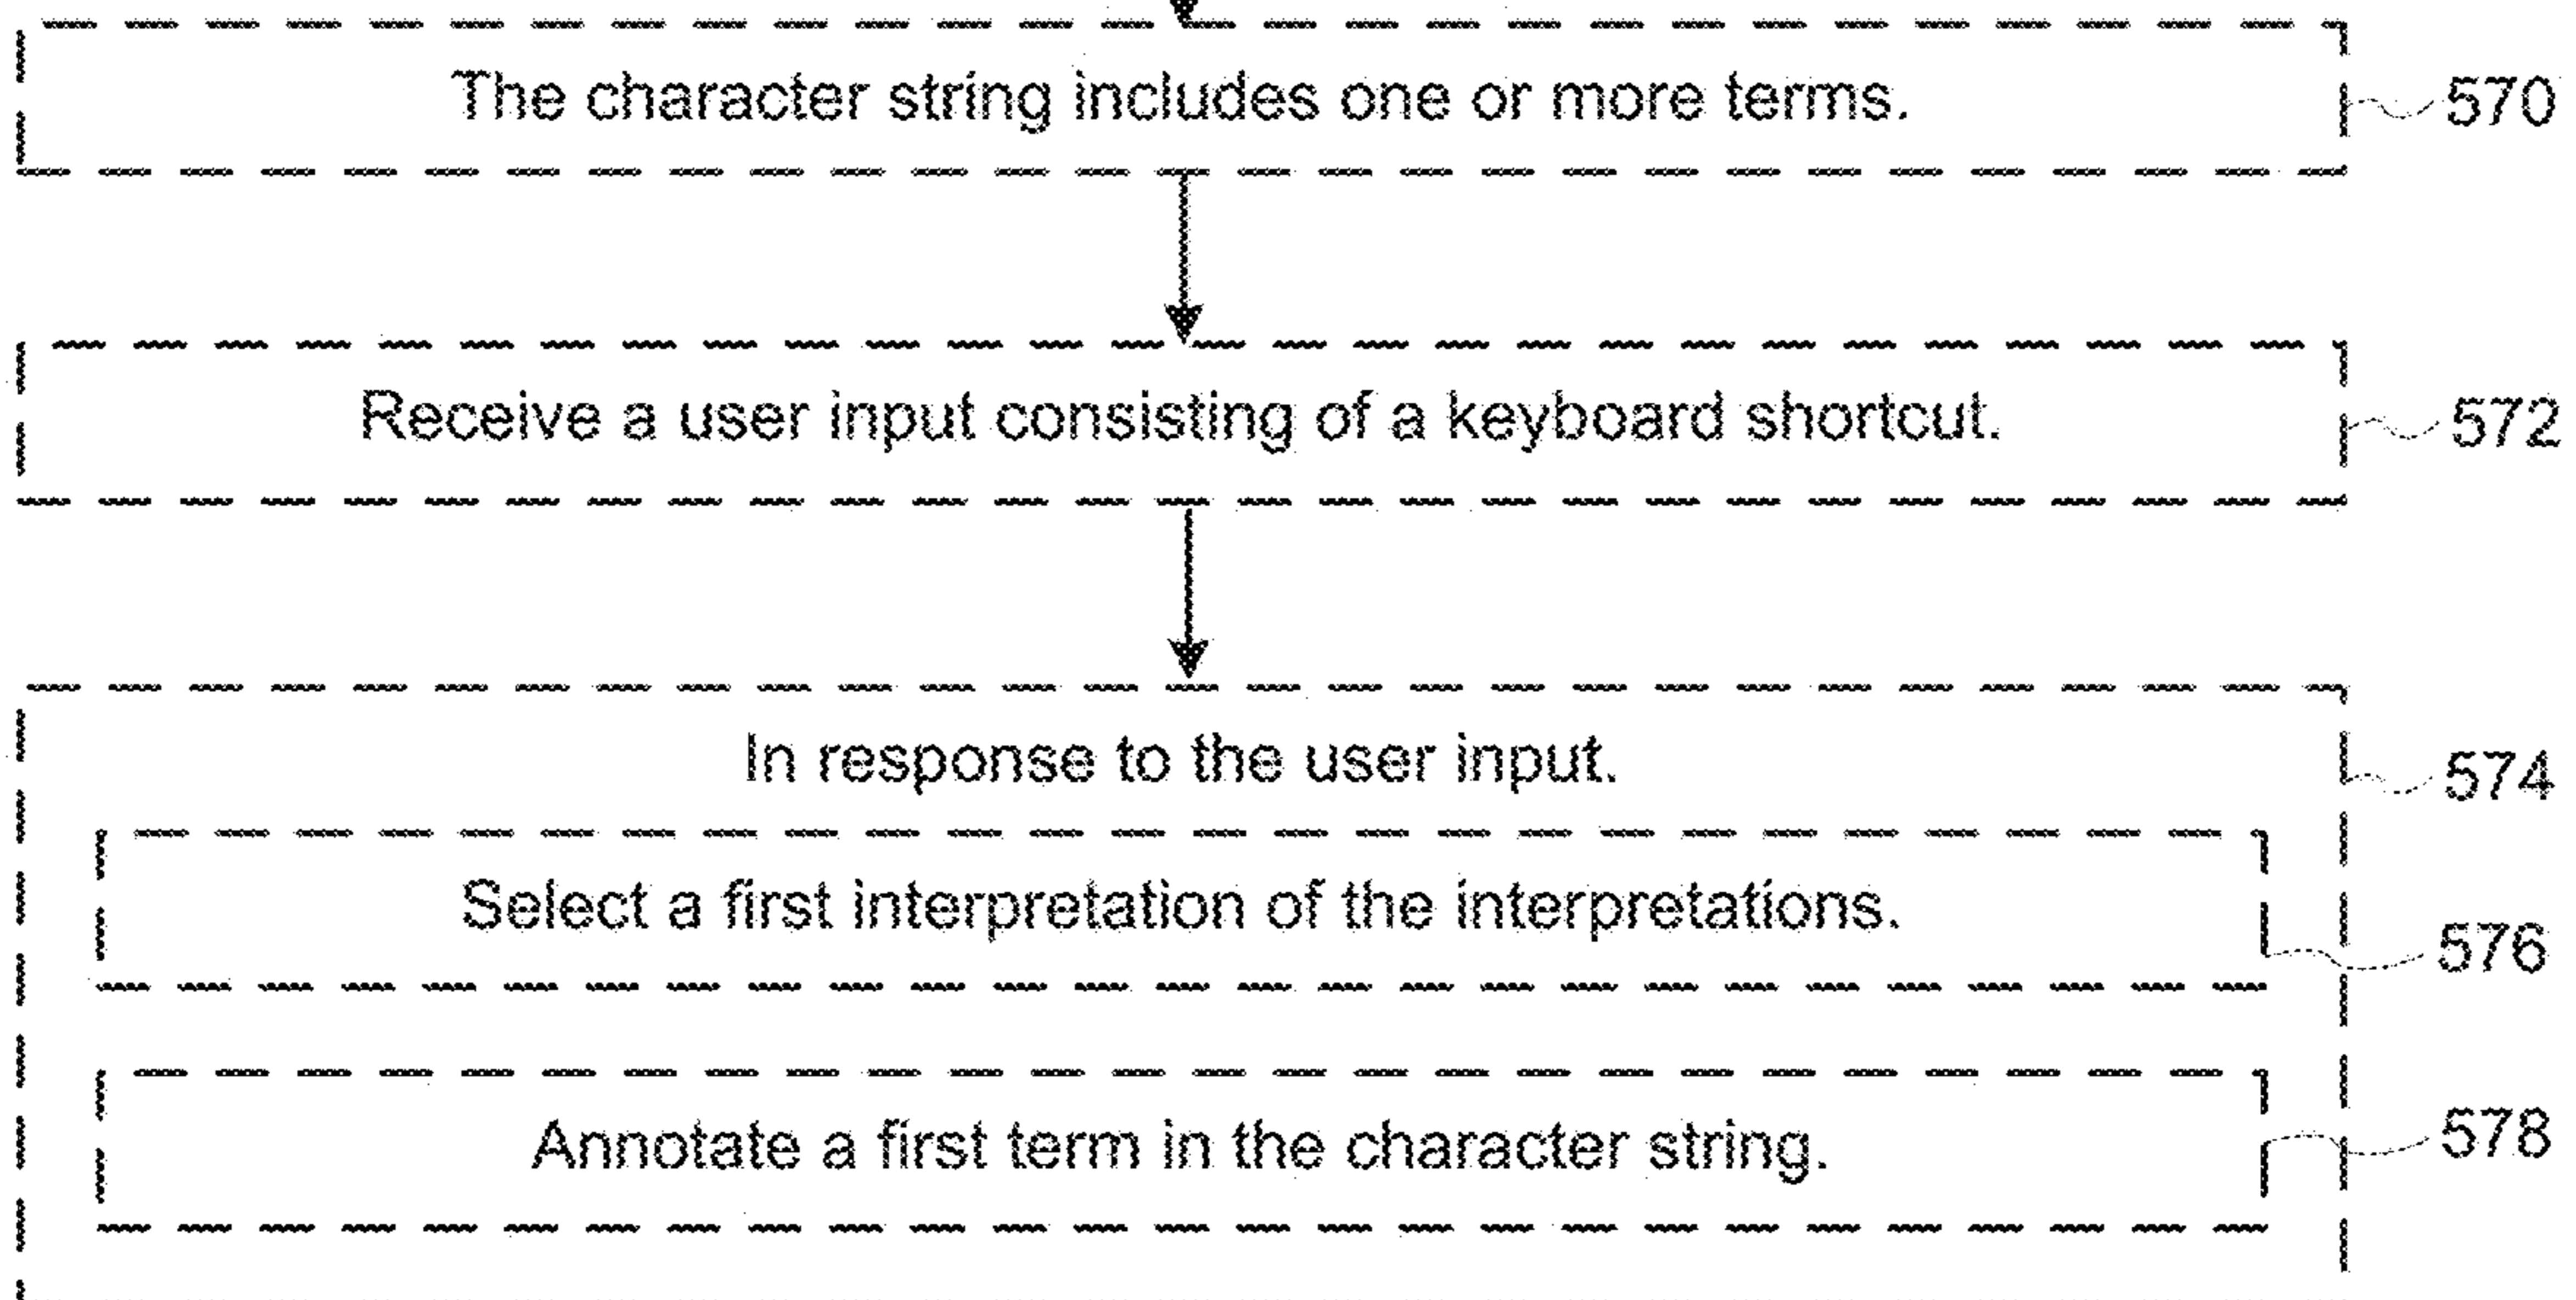 The character string includes one or more terms.
570
Receive a user input consisting of a keyboard shortcut.
572
In response to the user input.
574
Select a first interpretation of the interpretations.
576
Annotate a first term in the character string.
578